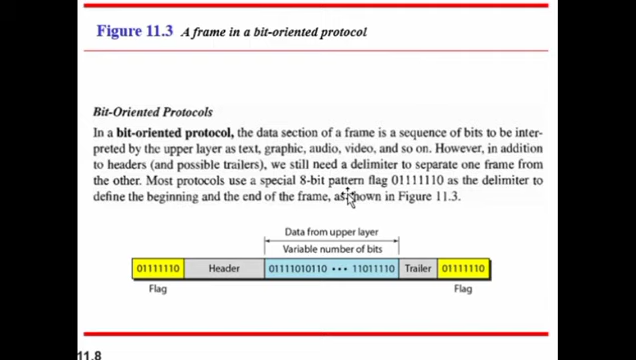 Figure 11.3 A frame in a bit-oriented protocol
Bit-Oriented Protocols
In a bit-oriented protocol, the data section of a frame is a sequence of bits to be inter-
preted by the upper layer as text, graphic, audio, video, and so on. However, in addition
to headers (and possible trailers), we still need a delimiter to separate one frame from
the other. Most protocols use a special 8-bit pattern flag 01111110 as the delimiter to
define the beginning and the end of the frame, as shown in Figure 11.3.
Data from upper layer
Variable number of bits
01111110 Header 01111010110 ••• 11011110 Trailer 01111110
Flag Flag
11.8